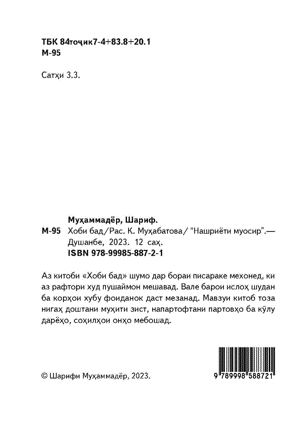 ТБК 84тоҷик7-4+83.8+20.1
М-95
Сатҳи 3.3.
Муҳаммадёр, Шариф.
М-95 Хоби бад/Рас. К. Муҳабатова/ “Нашриёти муосир”.—
Душанбе, 2023. 12 саҳ.
ISBN 978-99985-887-2-1
Аз китоби «Хоби бад» шумо дар бораи писараке мехонед, ки
аз рафтори худ пушаймон мешавад. Вале барои ислоҳ шудан
ба корҳои хубу фоиданок даст мезанад. Мавзуи китоб тоза
нигаҳ доштани муҳити зист, напартофтани партовҳо ба кӯлу
дарёҳо, соҳилҳои онҳо мебошад.
© Шарифи Муҳаммадёр, 2023.
9 789998 588721